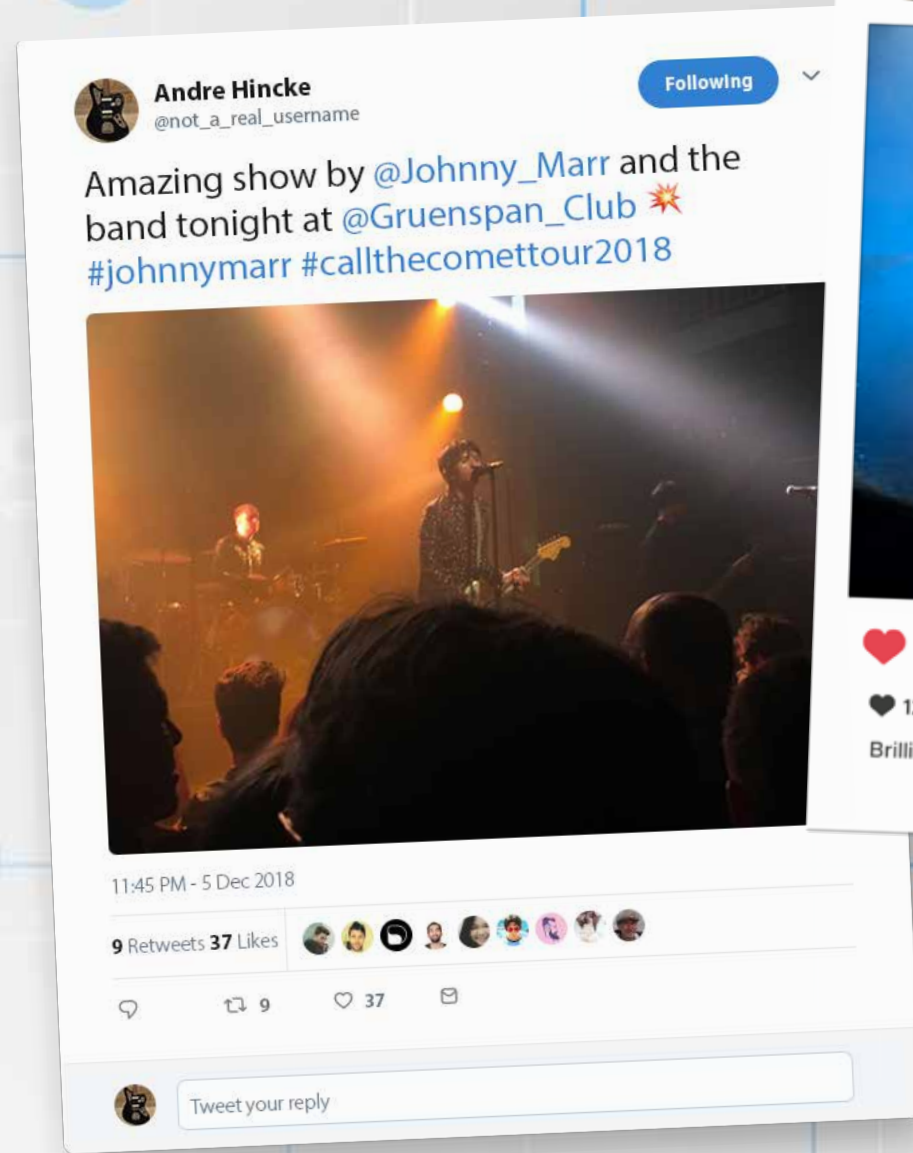 Andre Hincke
@not_a_real_username
Following
Amazing show by @Johnny_Marr and the
band tonight at @Gruenspan_Club 💥
#johnnymarr #callthecomettour2018
11:45 PM - 5 Dec 2018
9 Retweets 37 Likes
9 37
Tweet your reply